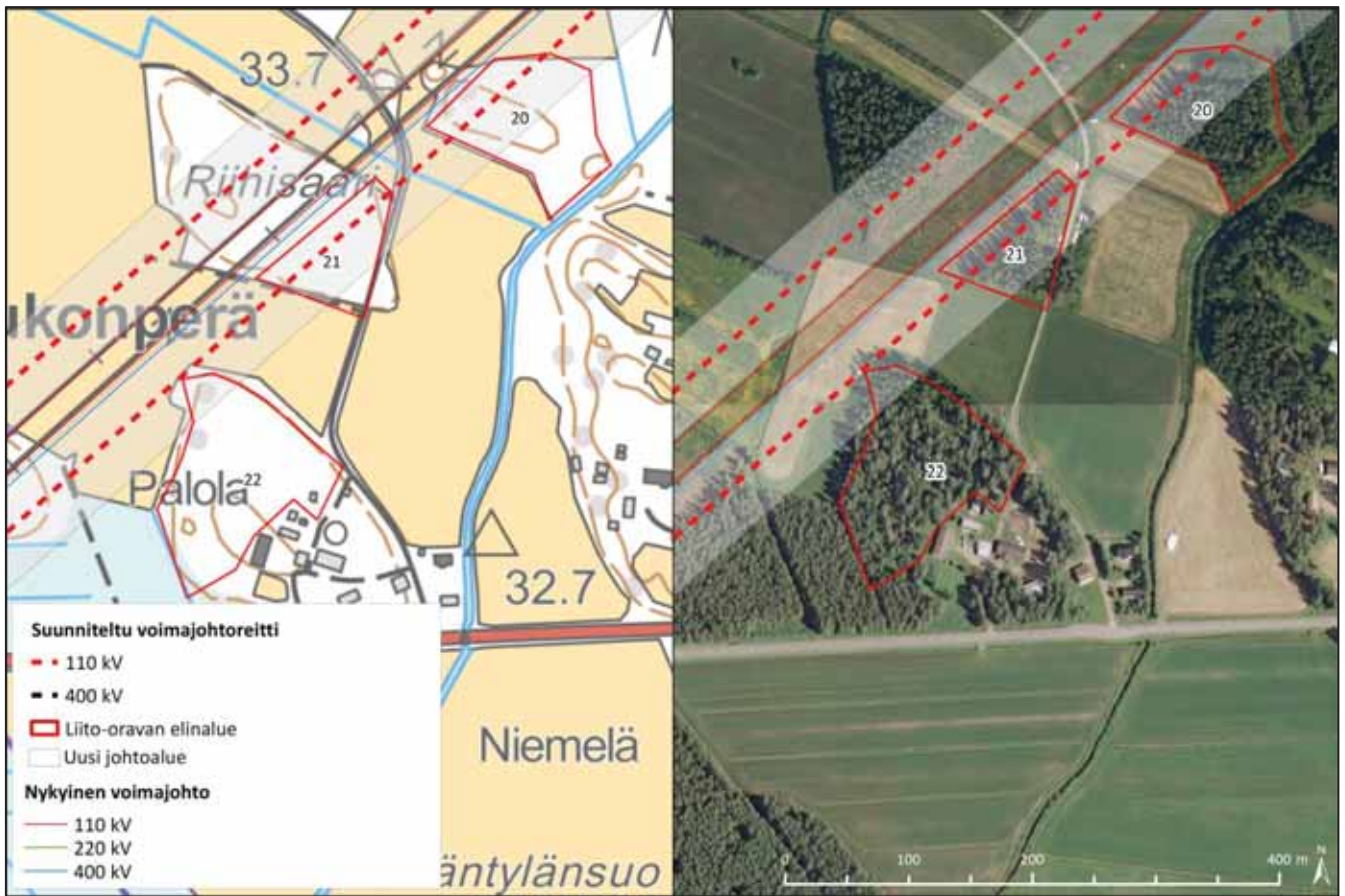 33.7
20
Riinisaari
21
ukonperä
Palola
22
32.7
Niemelä
äntylänsuo
Suunniteltu voimajohtoreitti
110 kV
400 kV
Liito-oravan elinalue
Uusi johtoalue
Nykyinen voimajohto
110 kV
220 kV
400 kV
20
21
22
0 100 200 400 m
N